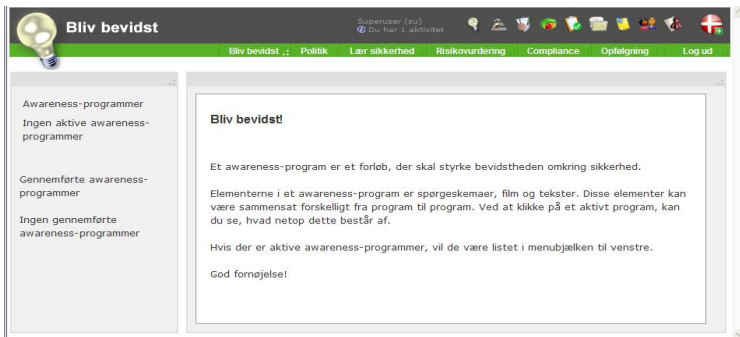 Bliv bevidst
Superuser (su)
Du har 1 aktivitet
Bliv bevidst .: Politik Lær sikkerhed Risikovurdering Compliance Opfølgning Log ud
Awareness-programmer
Ingen aktive awareness-
programmer
Gennemførte awareness-
programmer
Ingen gennemførte
awareness-programmer
Bliv bevidst!
Et awareness-program er et forløb, der skal styrke bevidstheden omkring sikkerhed.
Elementerne i et awareness-program er spørgeskemaer, film og tekster. Disse elementer kan
være sammensat forskelligt fra program til program. Ved at klikke på et aktivt program, kan
du se, hvad netop dette består af.
Hvis der er aktive awareness-programmer, vil de være listet i menubjælken til venstre.
God fornøjelse!